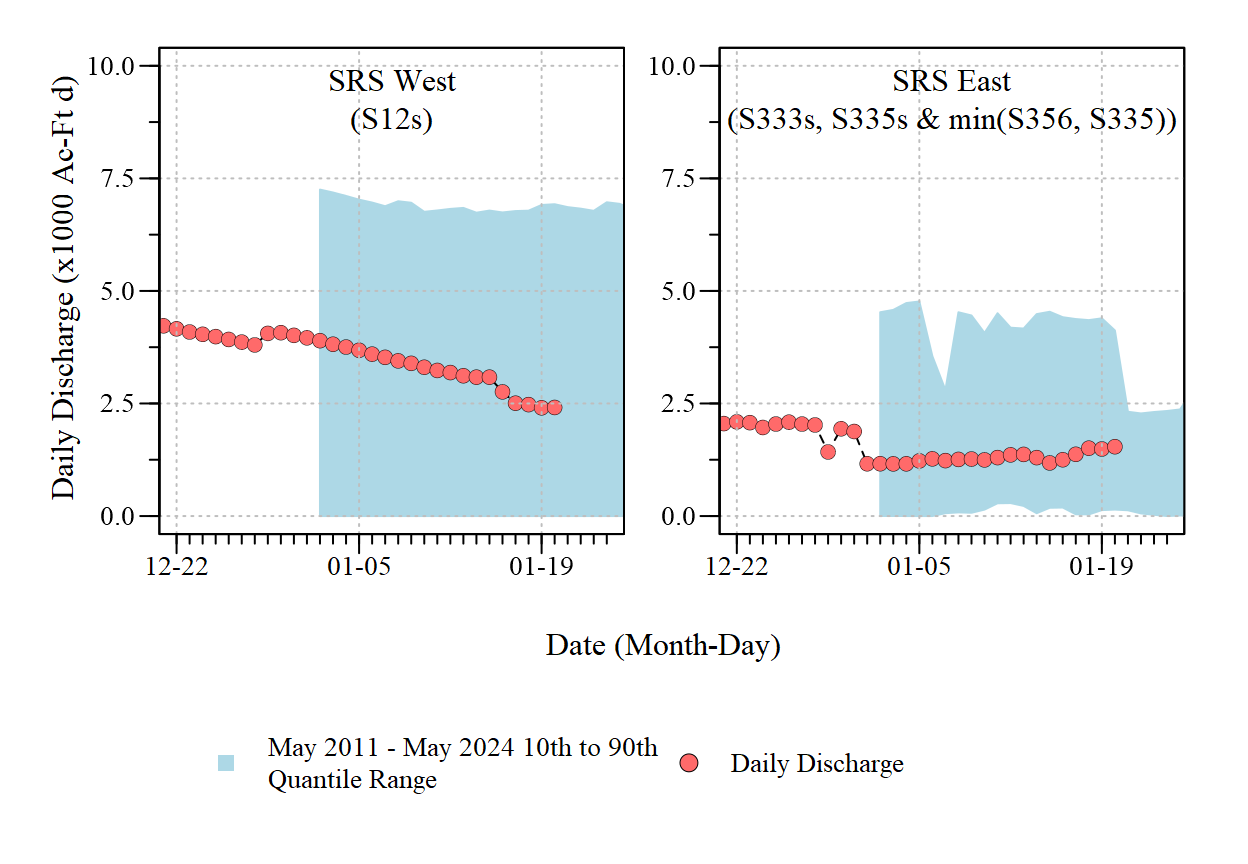 SRS West
(S12s)
10.0
7.5
5.0
2.5
0.0
Daily Discharge (x1000 Ac-Ft d)
12-22
01-05
01-19
SRS East
(S333s, S335s & min(S356, S335))
10.0
7.5
5.0
2.5
0.0
12-22
01-05
01-19
Date (Month-Day)
May 2011 - May 2024 10th to 90th
Quantile Range
Daily Discharge